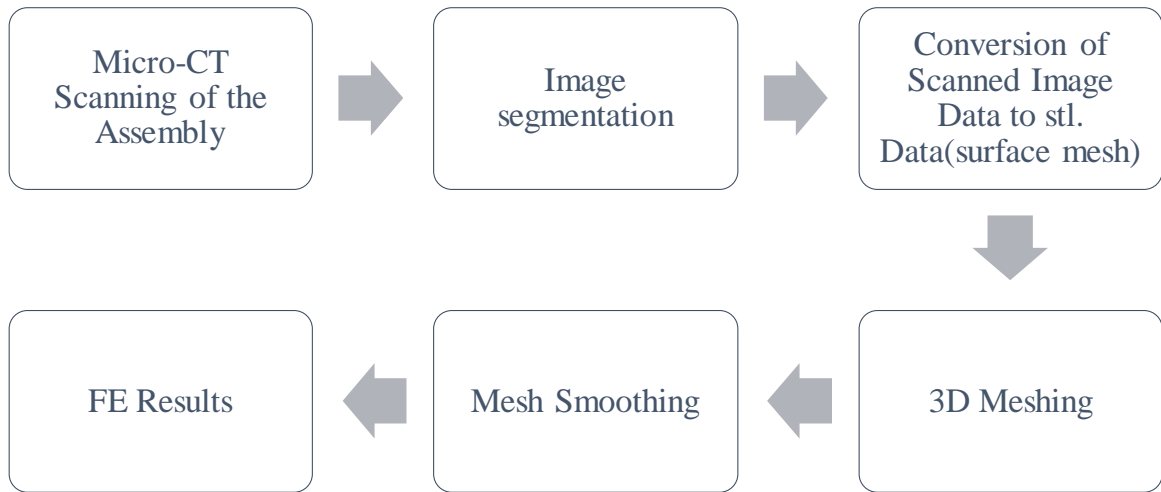 Micro-CT
Scanning of the
Assembly
Image
segmentation
Conversion of
Scanned Image
Data to stl.
Data(surface mesh)
3D Meshing
Mesh Smoothing
FE Results